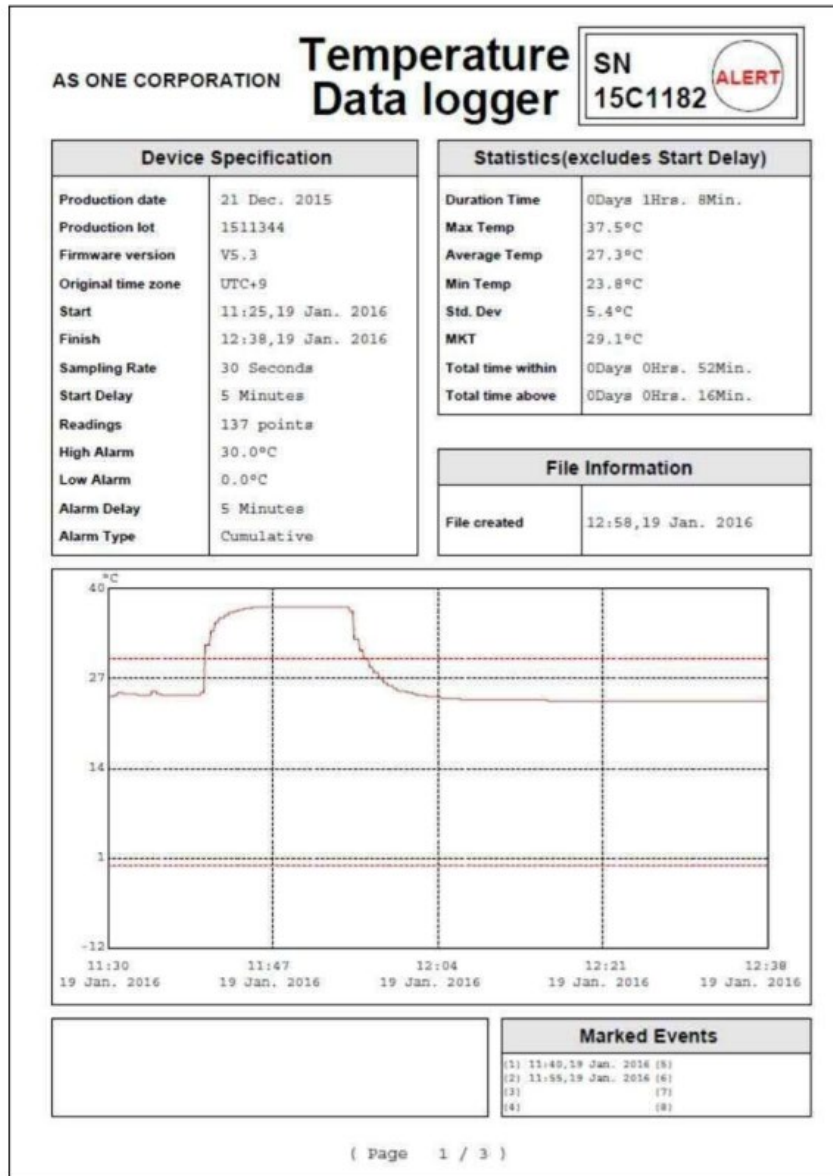 AS ONE CORPORATION
Temperature
Data logger
SN
15C1182
ALERT
Device Specification
Production date 21 Dec. 2015
Production lot 1511344
Firmware version V5.3
Original time zone UTC+9
Start 11:25,19 Jan. 2016
Finish 12:38,19 Jan. 2016
Sampling Rate 30 Seconds
Start Delay 5 Minutes
Readings 137 points
High Alarm 30.0°C
Low Alarm 0.0°C
Alarm Delay 5 Minutes
Alarm Type Cumulative
Statistics(excludes Start Delay)
Duration Time 0Days 1Hrs. 8Min.
Max Temp 37.5°C
Average Temp 27.3°C
Min Temp 23.8°C
Std. Dev 5.4°C
MKT 29.1°C
Total time within 0Days 0Hrs. 52Min.
Total time above 0Days 0Hrs. 16Min.
File Information
File created 12:58,19 Jan. 2016
°C
40
27
14
1
-12
11:30 11:47 12:04 12:21 12:38
19 Jan. 2016 19 Jan. 2016 19 Jan. 2016 19 Jan. 2016 19 Jan. 2016
Marked Events
(1) 11:40,19 Jan. 2016 (5)
(2) 11:55,19 Jan. 2016 (6)
(3) (7)
(4) (8)
( Page 1 / 3 )